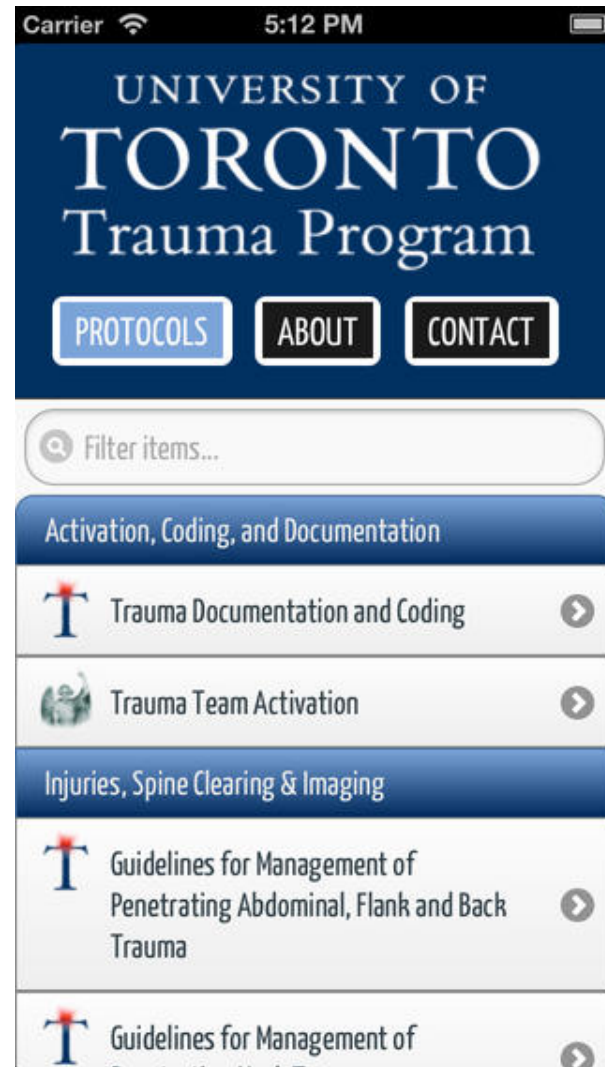 Carrier 5:12 PM
UNIVERSITY OF
TORONTO
Trauma Program
PROTOCOLS ABOUT CONTACT
Filter items...
Activation, Coding, and Documentation
Trauma Documentation and Coding
Trauma Team Activation
Injuries, Spine Clearing & Imaging
Guidelines for Management of
Penetrating Abdominal, Flank and Back
Trauma
Guidelines for Management of